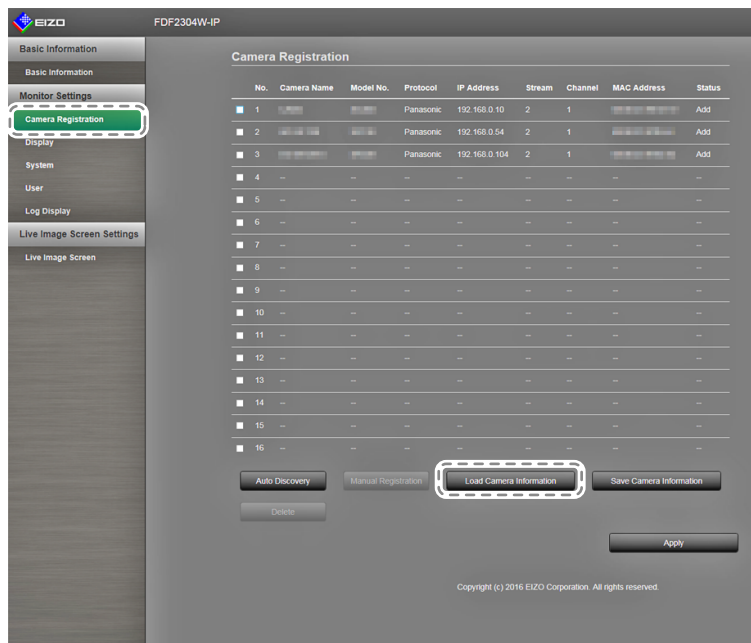 EIZO FDF2304W-IP
Basic Information
Basic Information
Monitor Settings
Camera Registration
Display
System
User
Log Display
Live Image Screen Settings
Live Image Screen
Camera Registration
No. Camera Name Model No. Protocol IP Address Stream Channel MAC Address Status
1 Panasonic 192.168.0.10 2 1 Add
2 Panasonic 192.168.0.54 2 1 Add
3 Panasonic 192.168.0.104 2 1 Add
4 -- -- -- -- -- -- -- --
5 -- -- -- -- -- -- -- --
6 -- -- -- -- -- -- -- --
7 -- -- -- -- -- -- -- --
8 -- -- -- -- -- -- -- --
9 -- -- -- -- -- -- -- --
10 -- -- -- -- -- -- -- --
11 -- -- -- -- -- -- -- --
12 -- -- -- -- -- -- -- --
13 -- -- -- -- -- -- -- --
14 -- -- -- -- -- -- -- --
15 -- -- -- -- -- -- -- --
16 -- -- -- -- -- -- -- --
Auto Discovery Manual Registration Load Camera Information Save Camera Information
Delete
Apply
Copyright (c) 2016 EIZO Corporation. All rights reserved.